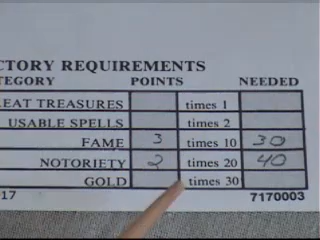 CTORY REQUIREMENTS
TEGORY POINTS NEEDED
EAT TREASURES times 1
USABLE SPELLS times 2
FAME 3 times 10 30
NOTORIETY 2 times 20 40
GOLD times 30
17 7170003